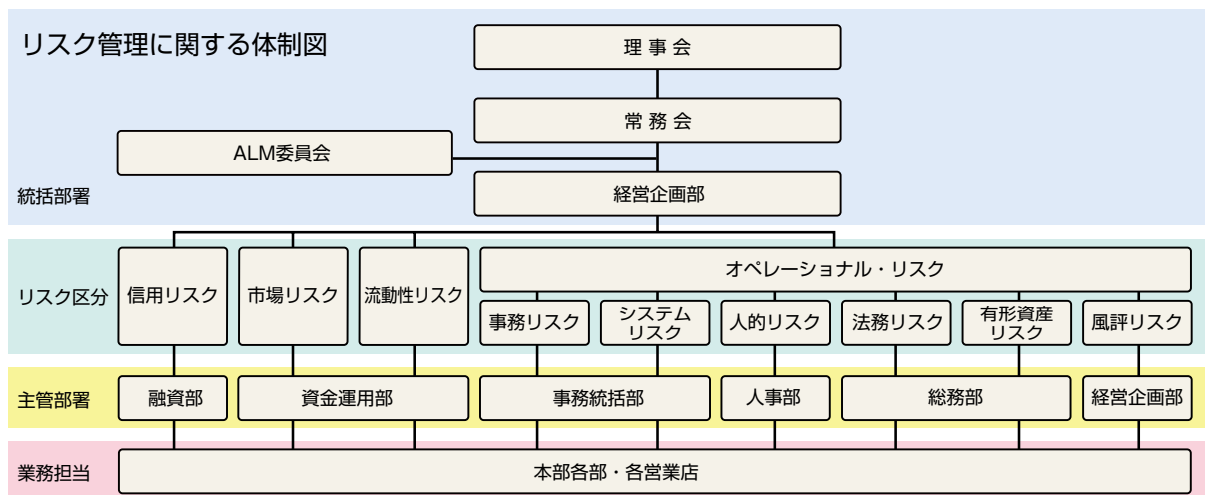 リスク管理に関する体制図
理事会
常務会
ALM委員会
経営企画部
統括部署
リスク区分
信用リスク
市場リスク
流動性リスク
オペレーショナル・リスク
事務リスク
システム
リスク
人的リスク
法務リスク
有形資産
リスク
風評リスク
主管部署
融資部
資金運用部
事務統括部
人事部
総務部
経営企画部
業務担当
本部各部・各営業店